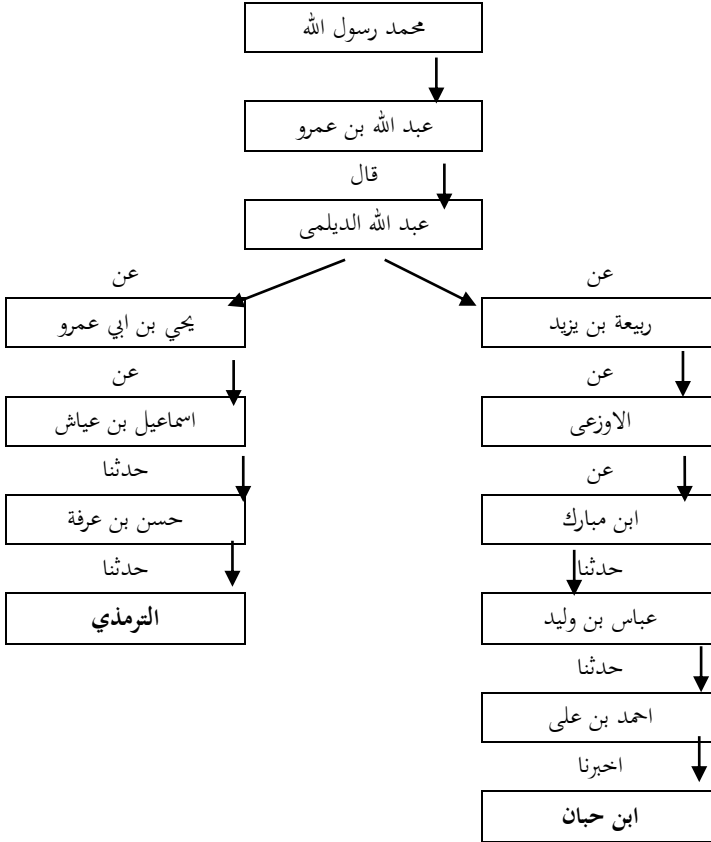 محمد رسول الله
عبد الله بن عمرو
قال
عبد الله الديلمى
عن
عن
ربيعة بن يزيد
يحي بن ابي عمرو
عن
عن
الاوزعى
اسماعيل بن عياش
عن
حدثنا
ابن مبارك
حسن بن عرفة
حدثنا
حدثنا
عباس بن وليد
الترمذي
حدثنا
احمد بن على
اخبرنا
ابن حبان